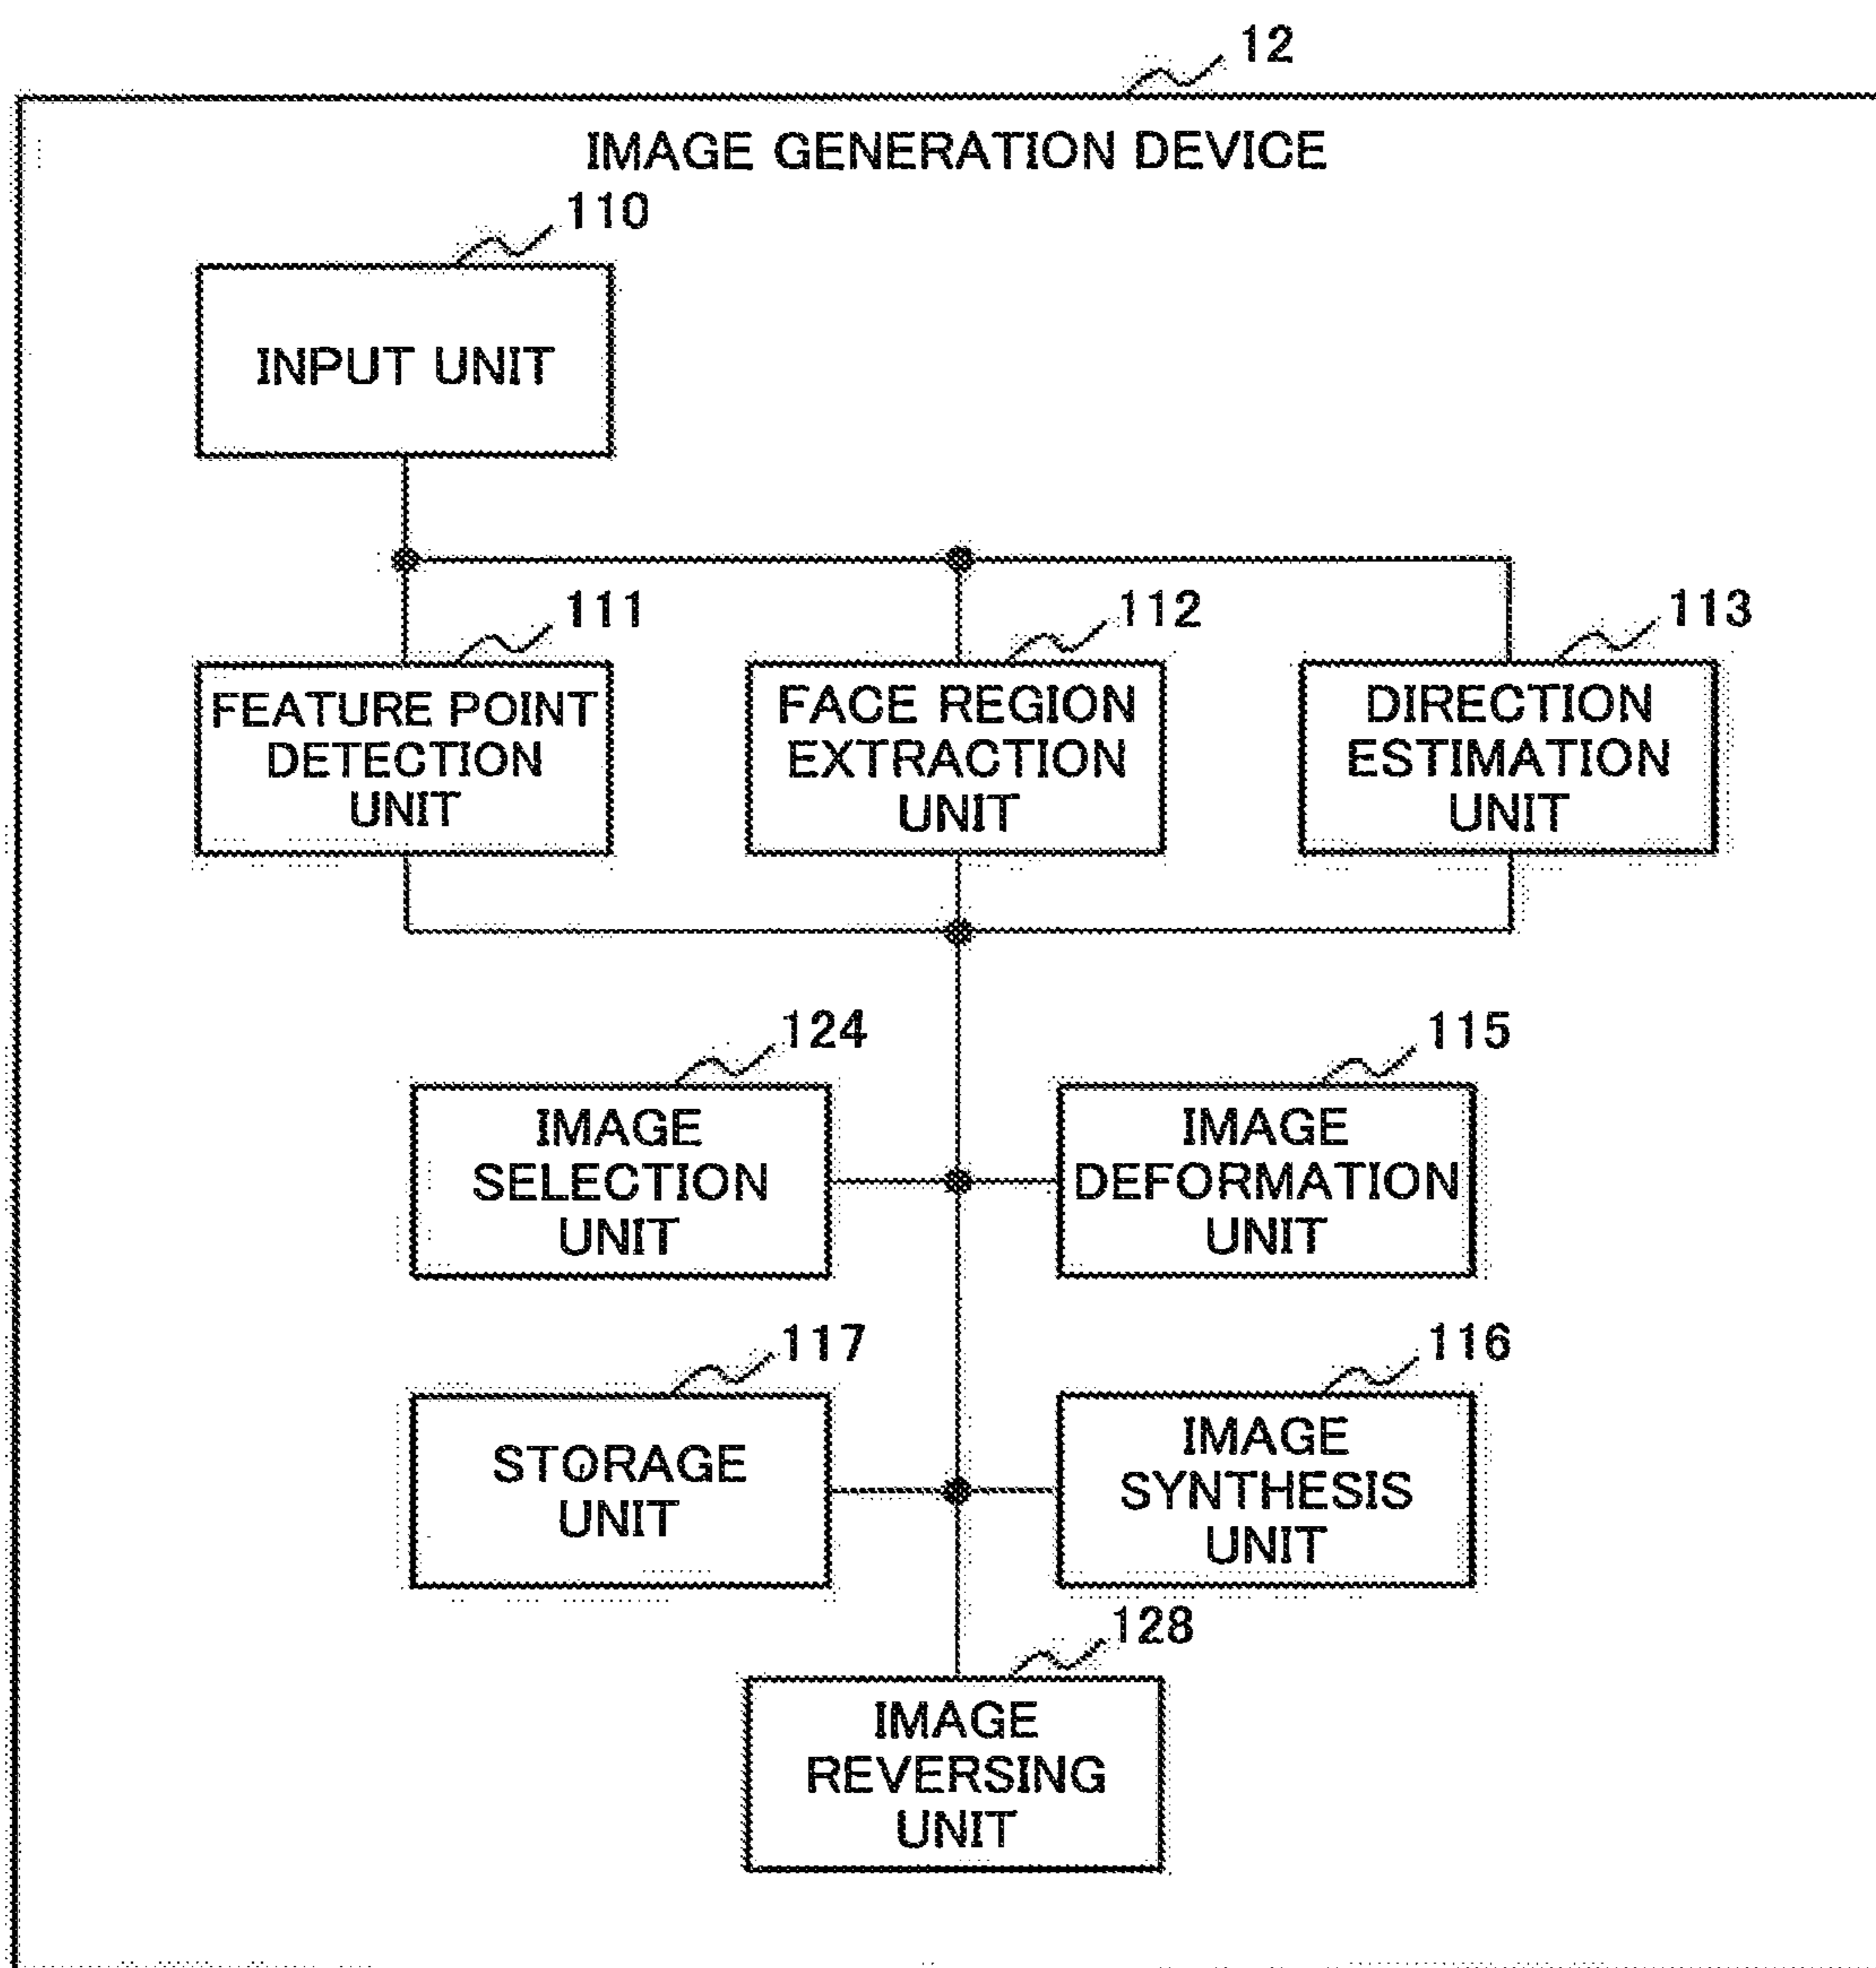 12
IMAGE GENERATION DEVICE
110
INPUT UNIT
111
FEATURE POINT
DETECTION
UNIT
112
FACE REGION
EXTRACTION
UNIT
113
DIRECTION
ESTIMATION
UNIT
124
IMAGE
SELECTION
UNIT
115
IMAGE
DEFORMATION
UNIT
117
STORAGE
UNIT
116
IMAGE
SYNTHESIS
UNIT
128
IMAGE
REVERSING
UNIT